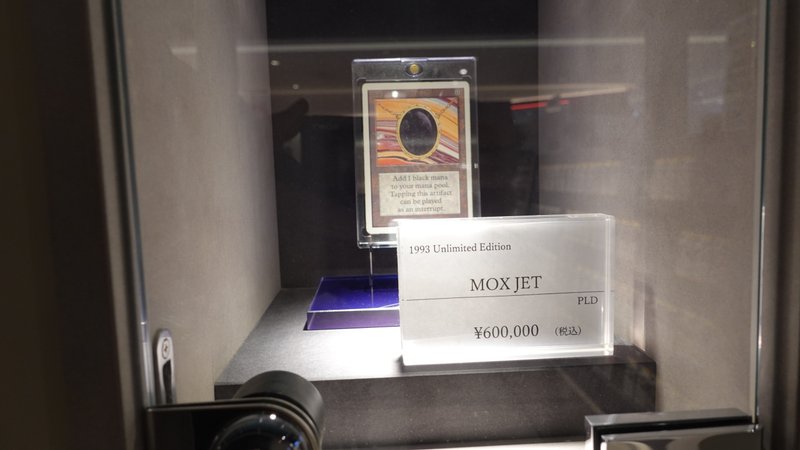 Add 1 black mana
to your mana pool.
Tapping this artifact
can be played
as an interrupt.
1993 Unlimited Edition
MOX JET
PLD
¥600,000 (税込)